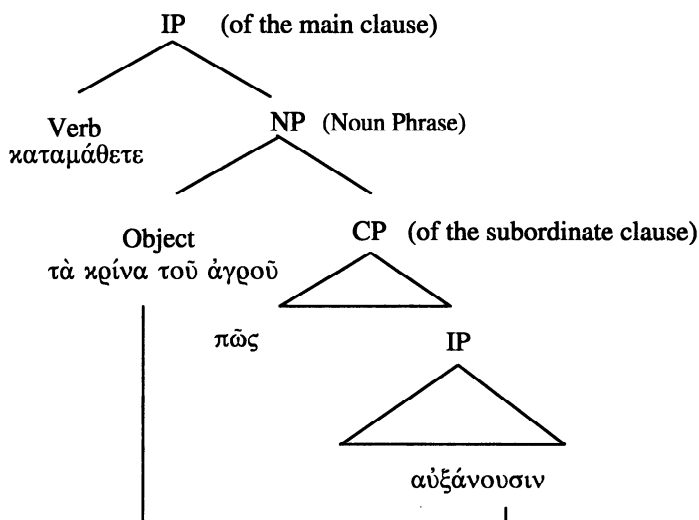 IP (of the main clause)
Verb NP (Noun Phrase)
καταμάθετε
Object CP (of the subordinate clause)
τὰ κρίνα τοῦ ἀγροῦ
πῶς IP
αὐξάνουσιν